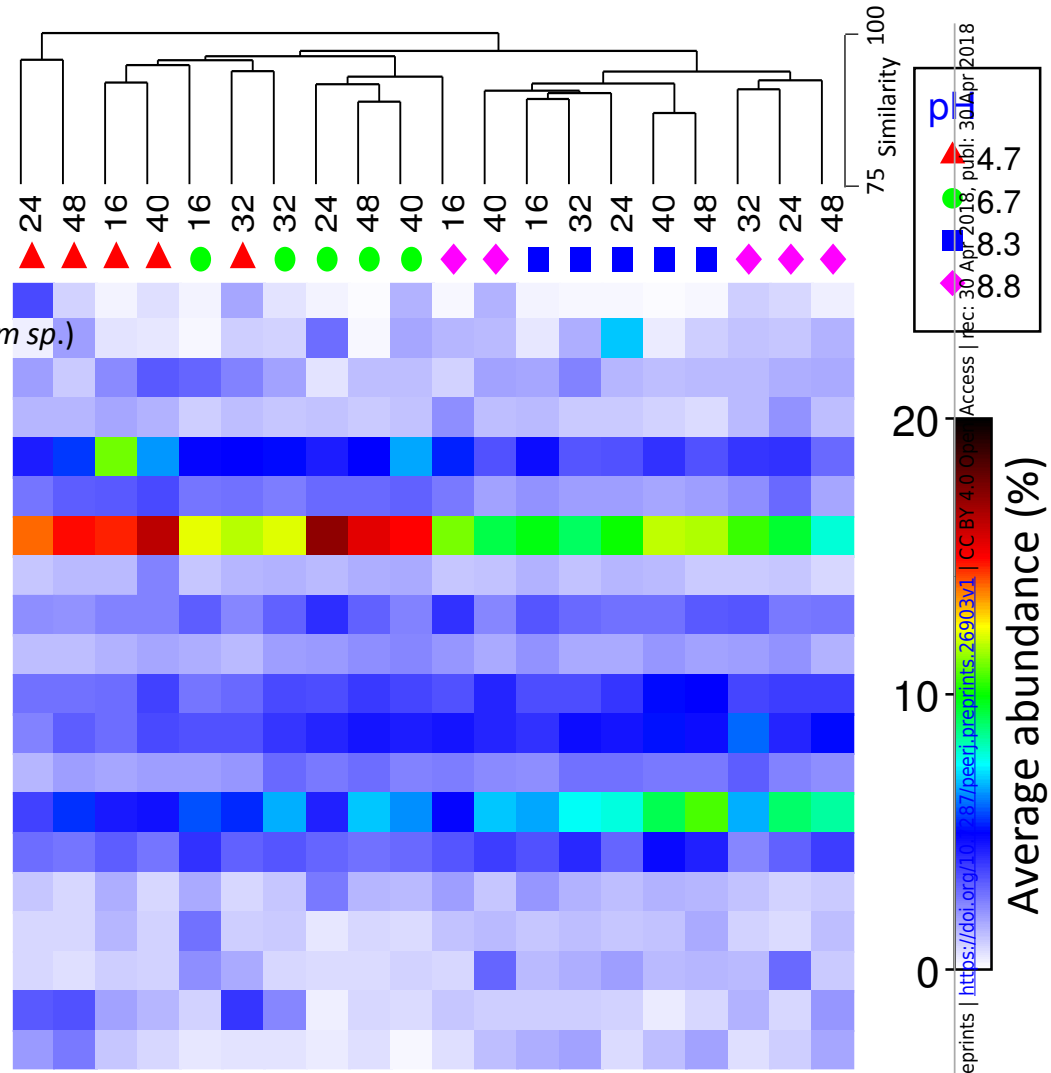 100
Similarity
75
24 48 16 40 16 32 32 24 48 40 16 40 16 32 24 40 48 32 24 48
m sp.)
pH
4.7
6.7
8.3
8.8
20
10
0
Average abundance (%)
eprints | https://doi.org/10.7287/peerj.preprints.26903v1 | CC BY 4.0 Open Access | rec: 30 Apr 2018, publ: 30 Apr 2018